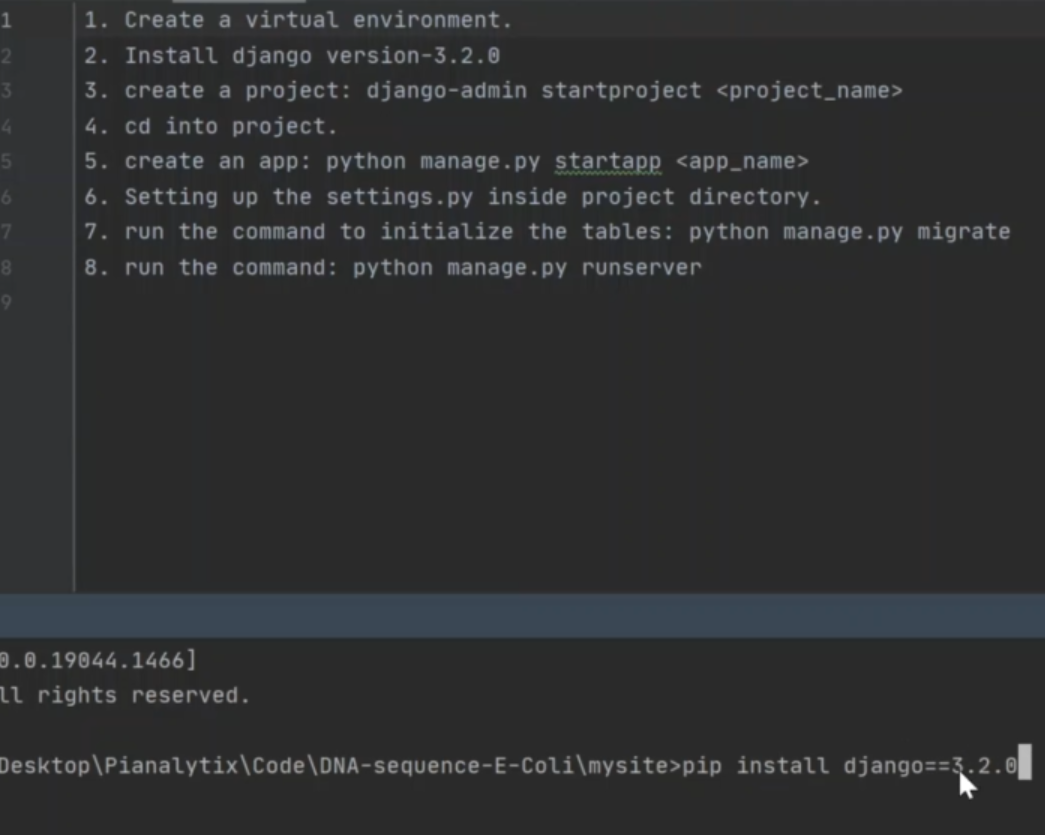 1 1. Create a virtual environment.
2 2. Install django version-3.2.0
3 3. create a project: django-admin startproject <project_name>
4 4. cd into project.
5 5. create an app: python manage.py startapp <app_name>
6 6. Setting up the settings.py inside project directory.
7 7. run the command to initialize the tables: python manage.py migrate
8 8. run the command: python manage.py runserver
9
0.0.19044.1466]
ll rights reserved.
Desktop\Pianalytix\Code\DNA-sequence-E-Coli\mysite>pip install django==3.2.0